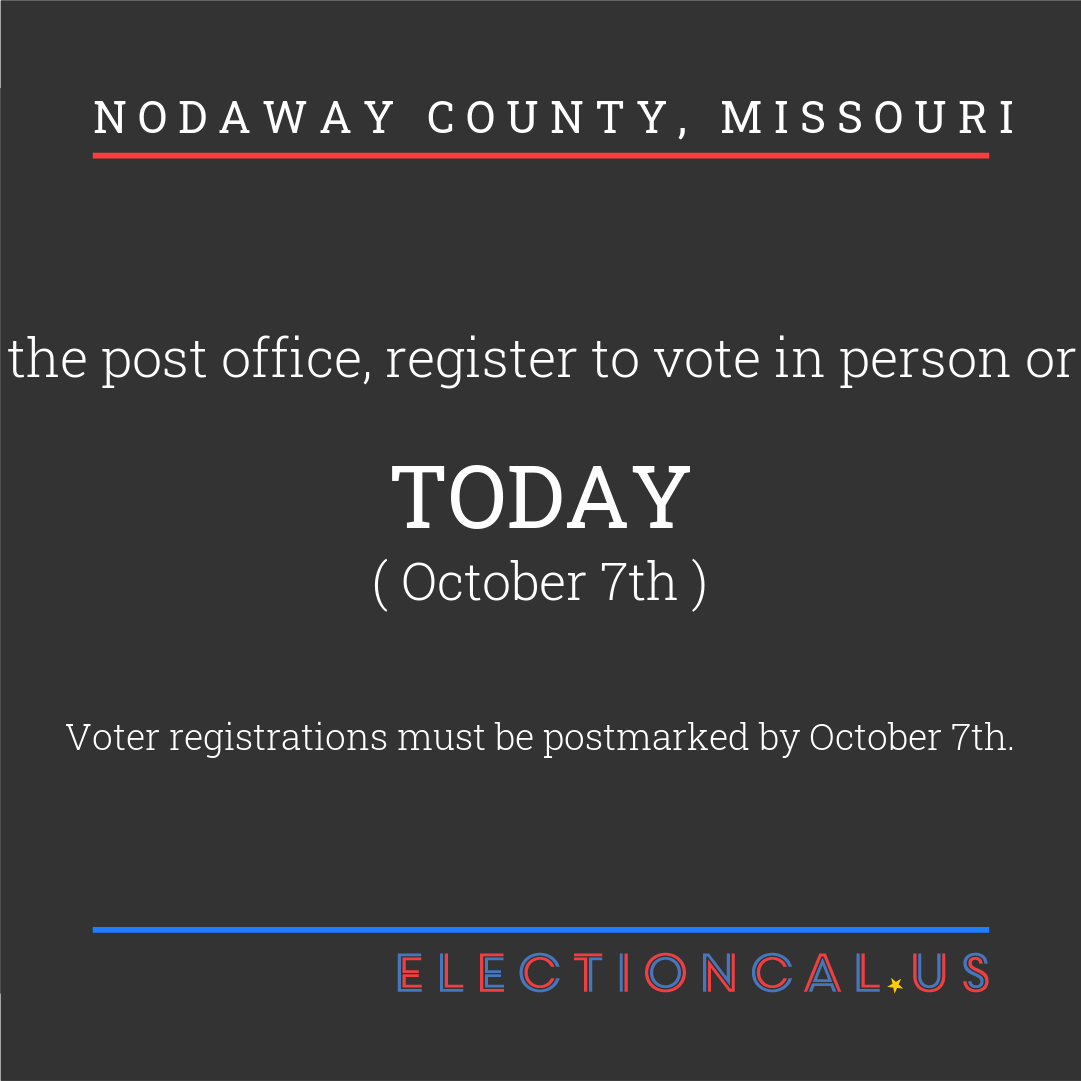 NODAWAY COUNTY, MISSOURI
the post office, register to vote in person or
TODAY
( October 7th )
Voter registrations must be postmarked by October 7th.
ELECTIONCAL.US